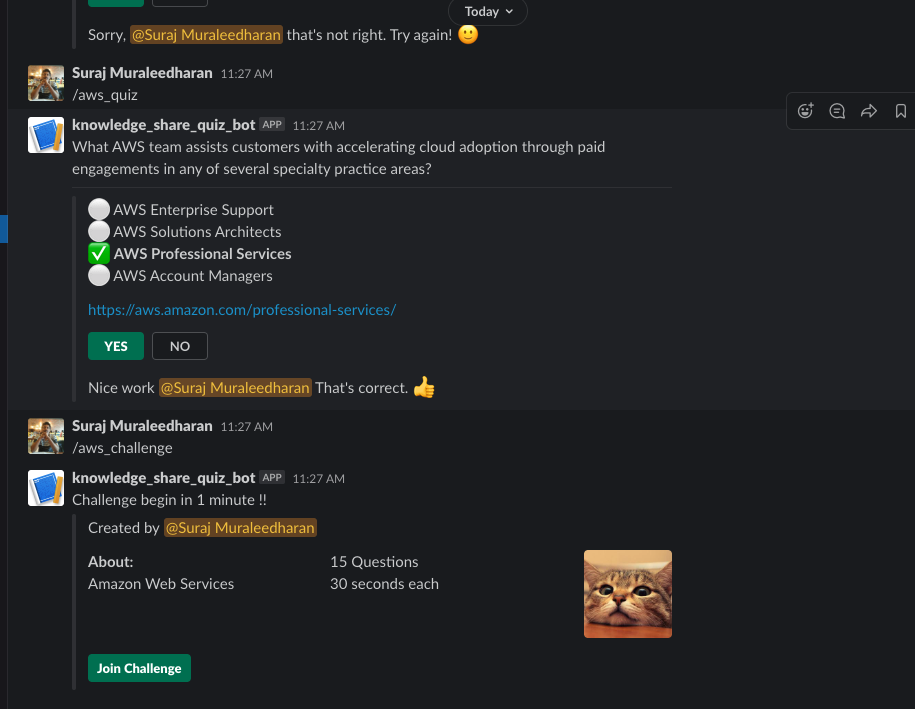 Today
Sorry, @Suraj Muraleedharan that's not right. Try again!
Suraj Muraleedharan 11:27 AM
/aws_quiz
knowledge_share_quiz_bot APP 11:27 AM
What AWS team assists customers with accelerating cloud adoption through paid
engagements in any of several specialty practice areas?
AWS Enterprise Support
AWS Solutions Architects
AWS Professional Services
AWS Account Managers
https://aws.amazon.com/professional-services/
YES NO
Nice work @Suraj Muraleedharan That's correct.
Suraj Muraleedharan 11:27 AM
/aws_challenge
knowledge_share_quiz_bot APP 11:27 AM
Challenge begin in 1 minute !!
Created by @Suraj Muraleedharan
About: 15 Questions
Amazon Web Services 30 seconds each
Join Challenge